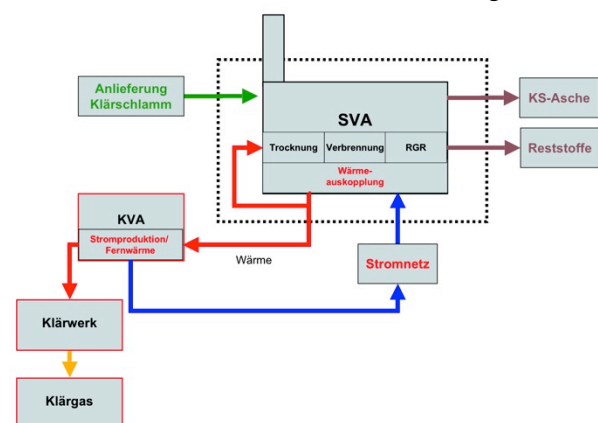 Anlieferung
Klärschlamm
SVA
KS-Asche
Trocknung
Verbrennung
RGR
Reststoffe
Wärme-
auskopplung
KVA
Stromproduktion/
Fernwärme
Wärme
Stromnetz
Klärwerk
Klärgas